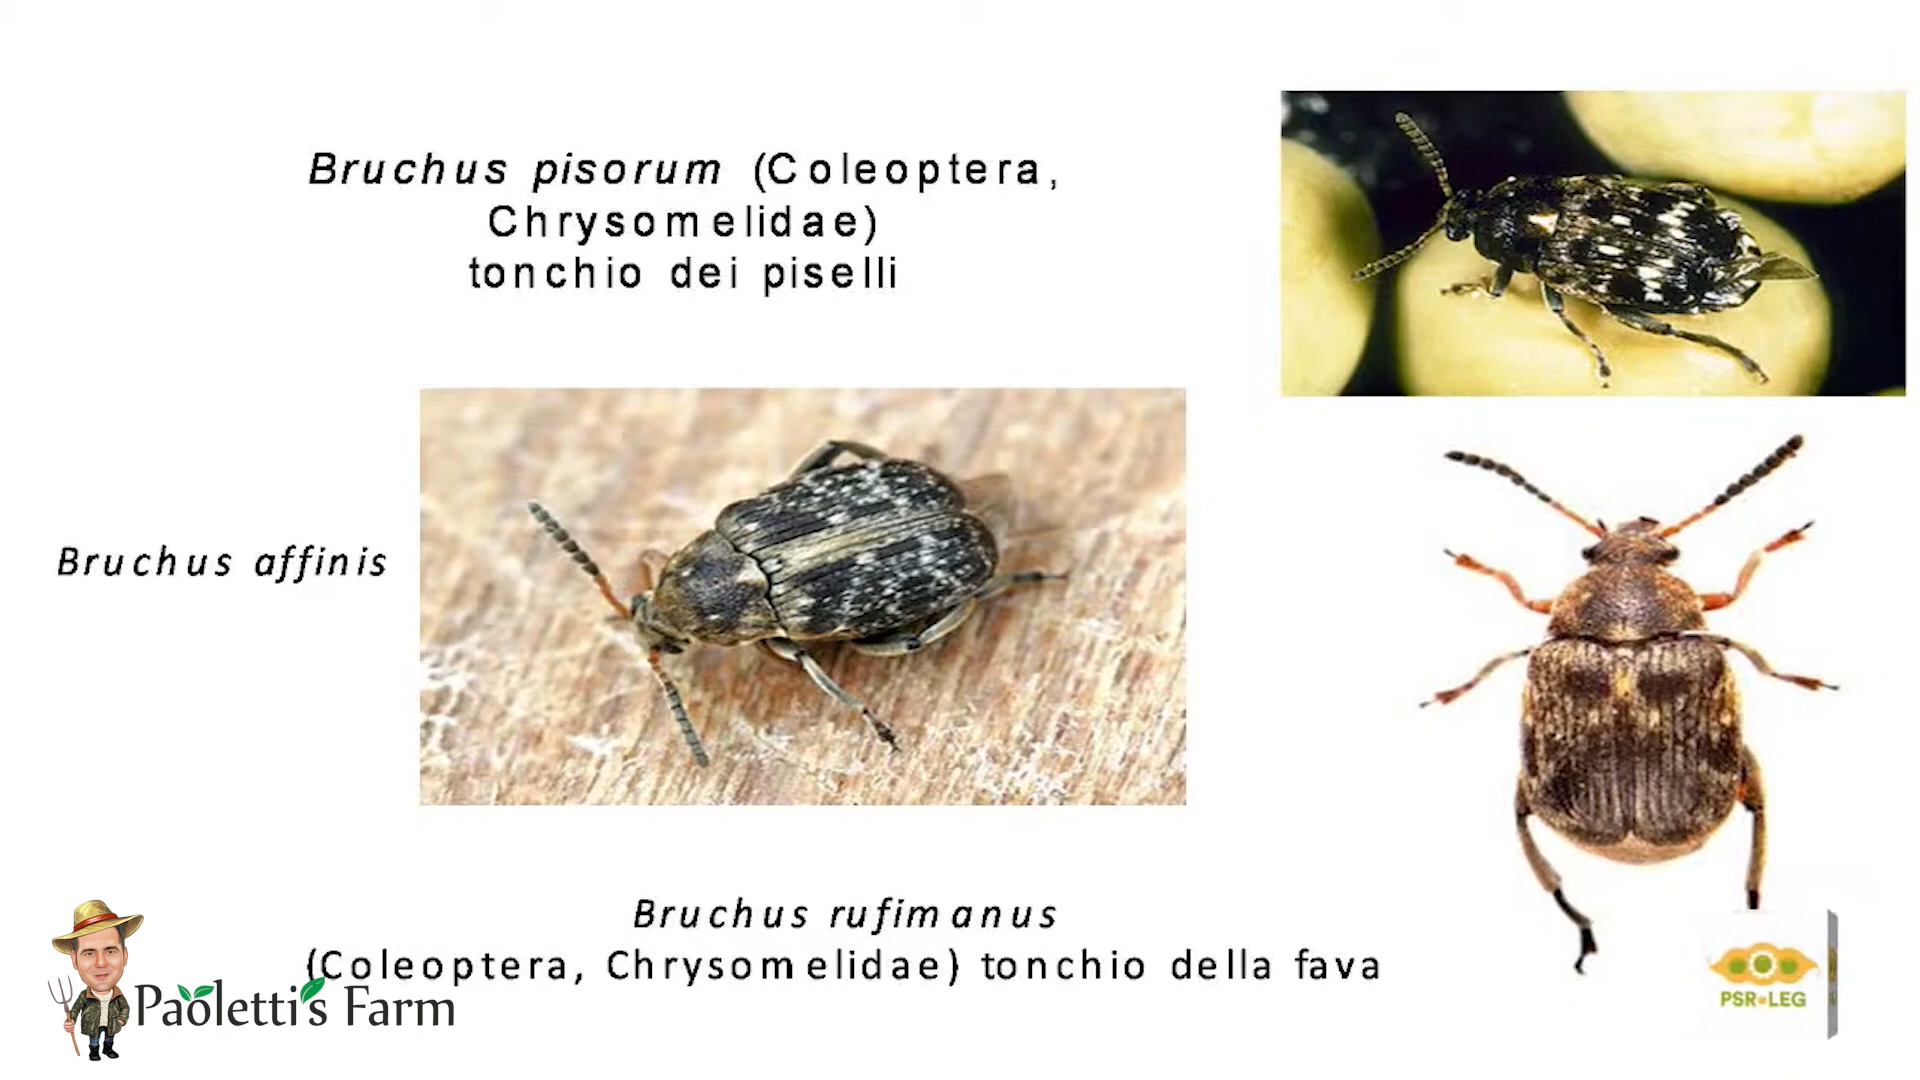 Bruchus pisorum (Coleoptera,
Chrysomelidae)
tonchio dei piselli
Bruchus affinis
Bruchus rufimanus
(Coleoptera, Chrysomelidae) tonchio della fava
Paoletti's Farm
PSR LEG